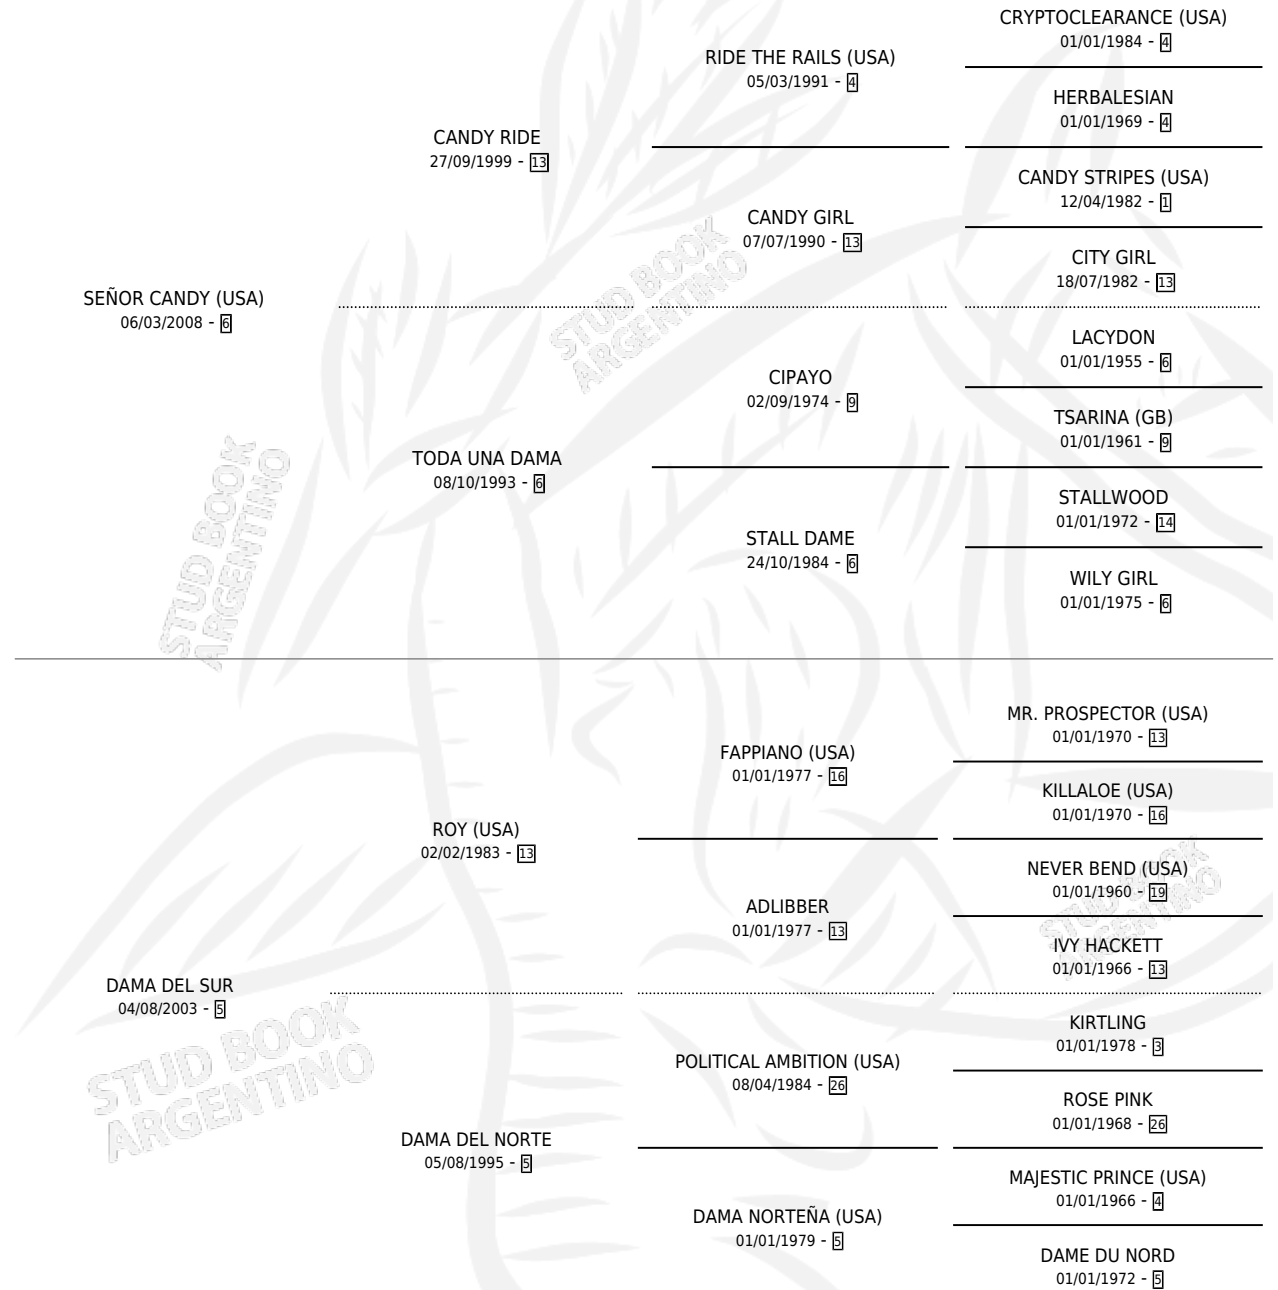 CRYPTOCLEARANCE (USA)
01/01/1984 - 4
RIDE THE RAILS (USA)
05/03/1991 - 4
HERBALESIAN
01/01/1969 - 4
CANDY RIDE
27/09/1999 - 13
CANDY STRIPES (USA)
12/04/1982 - 1
CANDY GIRL
07/07/1990 - 13
CITY GIRL
18/07/1982 - 13
SEÑOR CANDY (USA)
06/03/2008 - 6
LACYDON
01/01/1955 - 6
CIPAYO
02/09/1974 - 9
TSARINA (GB)
01/01/1961 - 9
TODA UNA DAMA
08/10/1993 - 6
STALLWOOD
01/01/1972 - 14
STALL DAME
24/10/1984 - 6
WILY GIRL
01/01/1975 - 6
MR. PROSPECTOR (USA)
01/01/1970 - 13
FAPPIANO (USA)
01/01/1977 - 16
KILLALOE (USA)
01/01/1970 - 16
ROY (USA)
02/02/1983 - 13
NEVER BEND (USA)
01/01/1960 - 19
ADLIBBER
01/01/1977 - 13
IVY HACKETT
01/01/1966 - 13
DAMA DEL SUR
04/08/2003 - 5
KIRTLING
01/01/1978 - 3
POLITICAL AMBITION (USA)
08/04/1984 - 26
ROSE PINK
01/01/1968 - 26
DAMA DEL NORTE
05/08/1995 - 5
MAJESTIC PRINCE (USA)
01/01/1966 - 4
DAMA NORTEÑA (USA)
01/01/1979 - 5
DAME DU NORD
01/01/1972 - 5
STUD BOOK
ARGENTINO
STUD BOOK
ARGENTINO
STUD BOOK
ARGENTINO
STUD BOOK
ARGENTINO